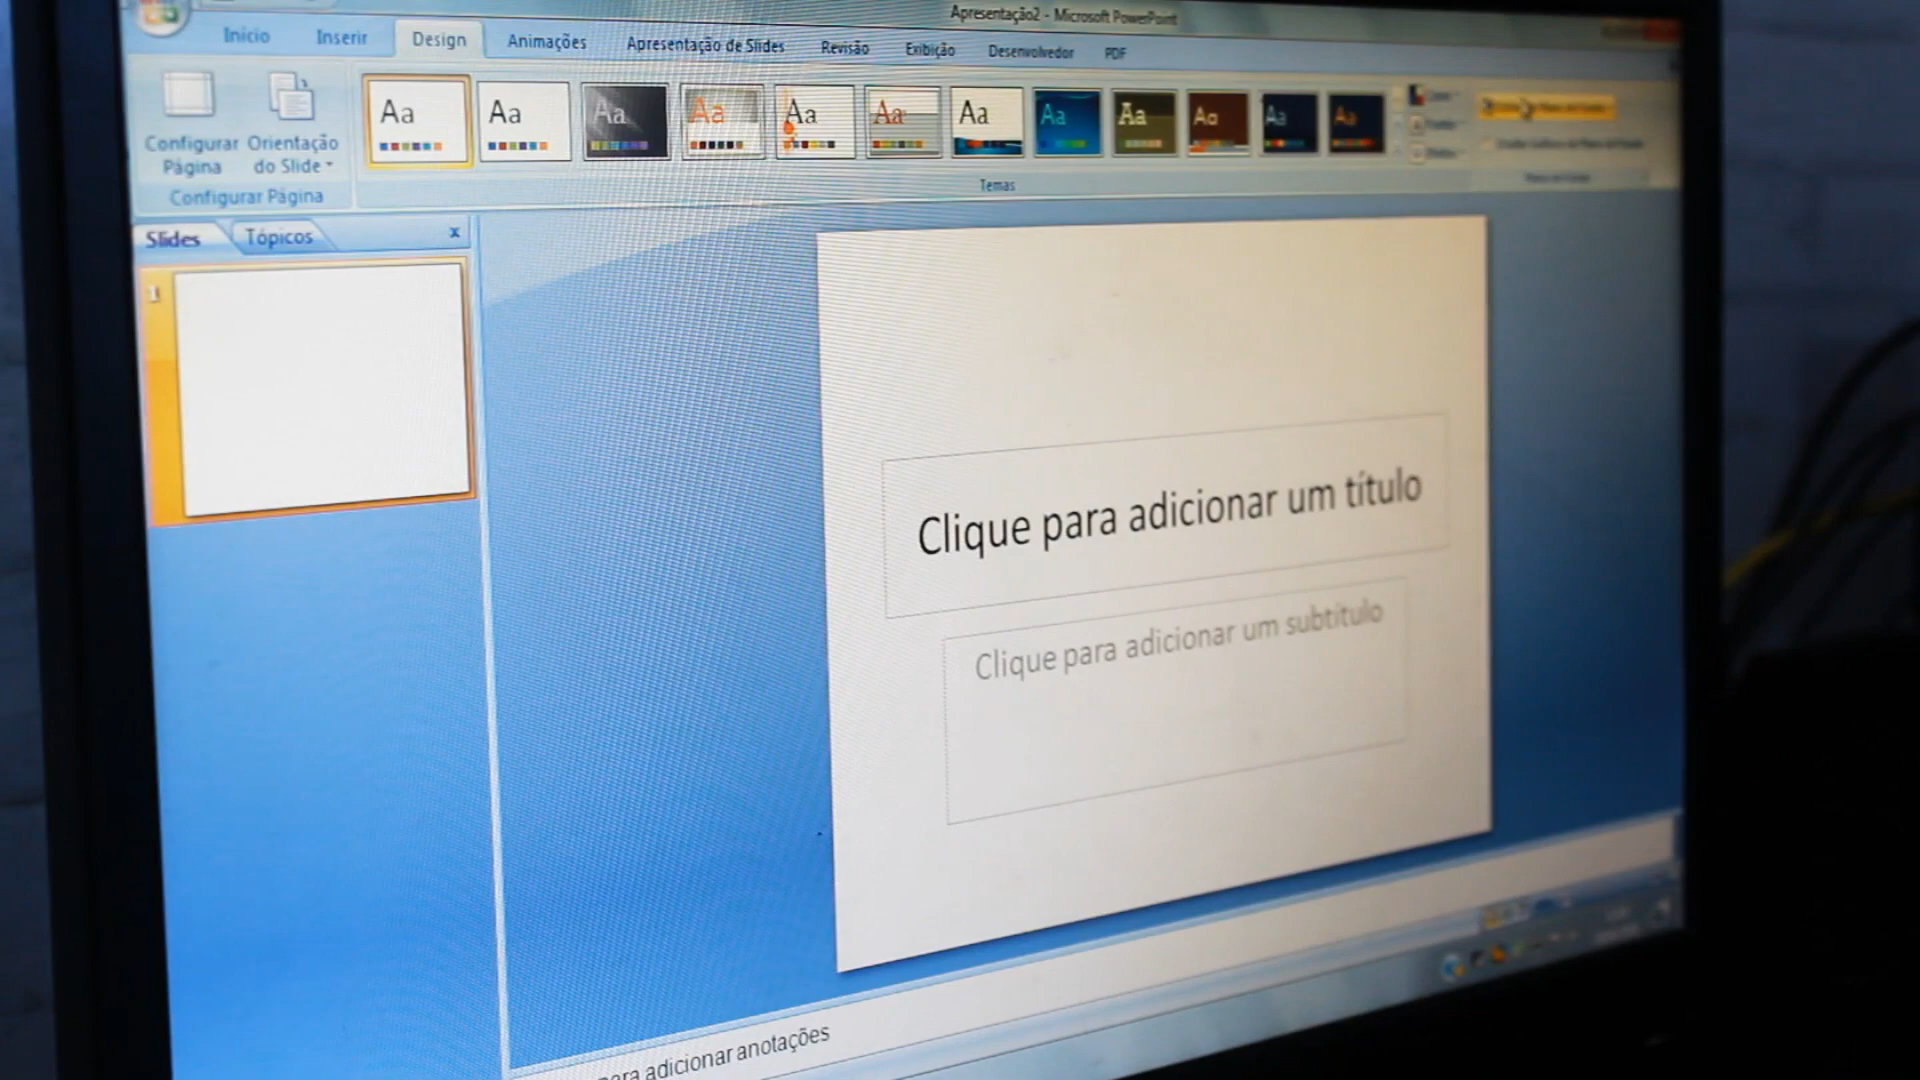 Apresentação2 - Microsoft PowerPoint
Início Inserir Design Animações Apresentação de Slides Revisão Exibição Desenvolvedor PDF
Aa Aa Aa Aa Aa Aa Aa Aa Aa Aa Aa Aa
Configurar Página
Orientação do Slide
Configurar Página
Temas
Slides Tópicos x
1
Clique para adicionar um título
Clique para adicionar um subtítulo
para adicionar anotações